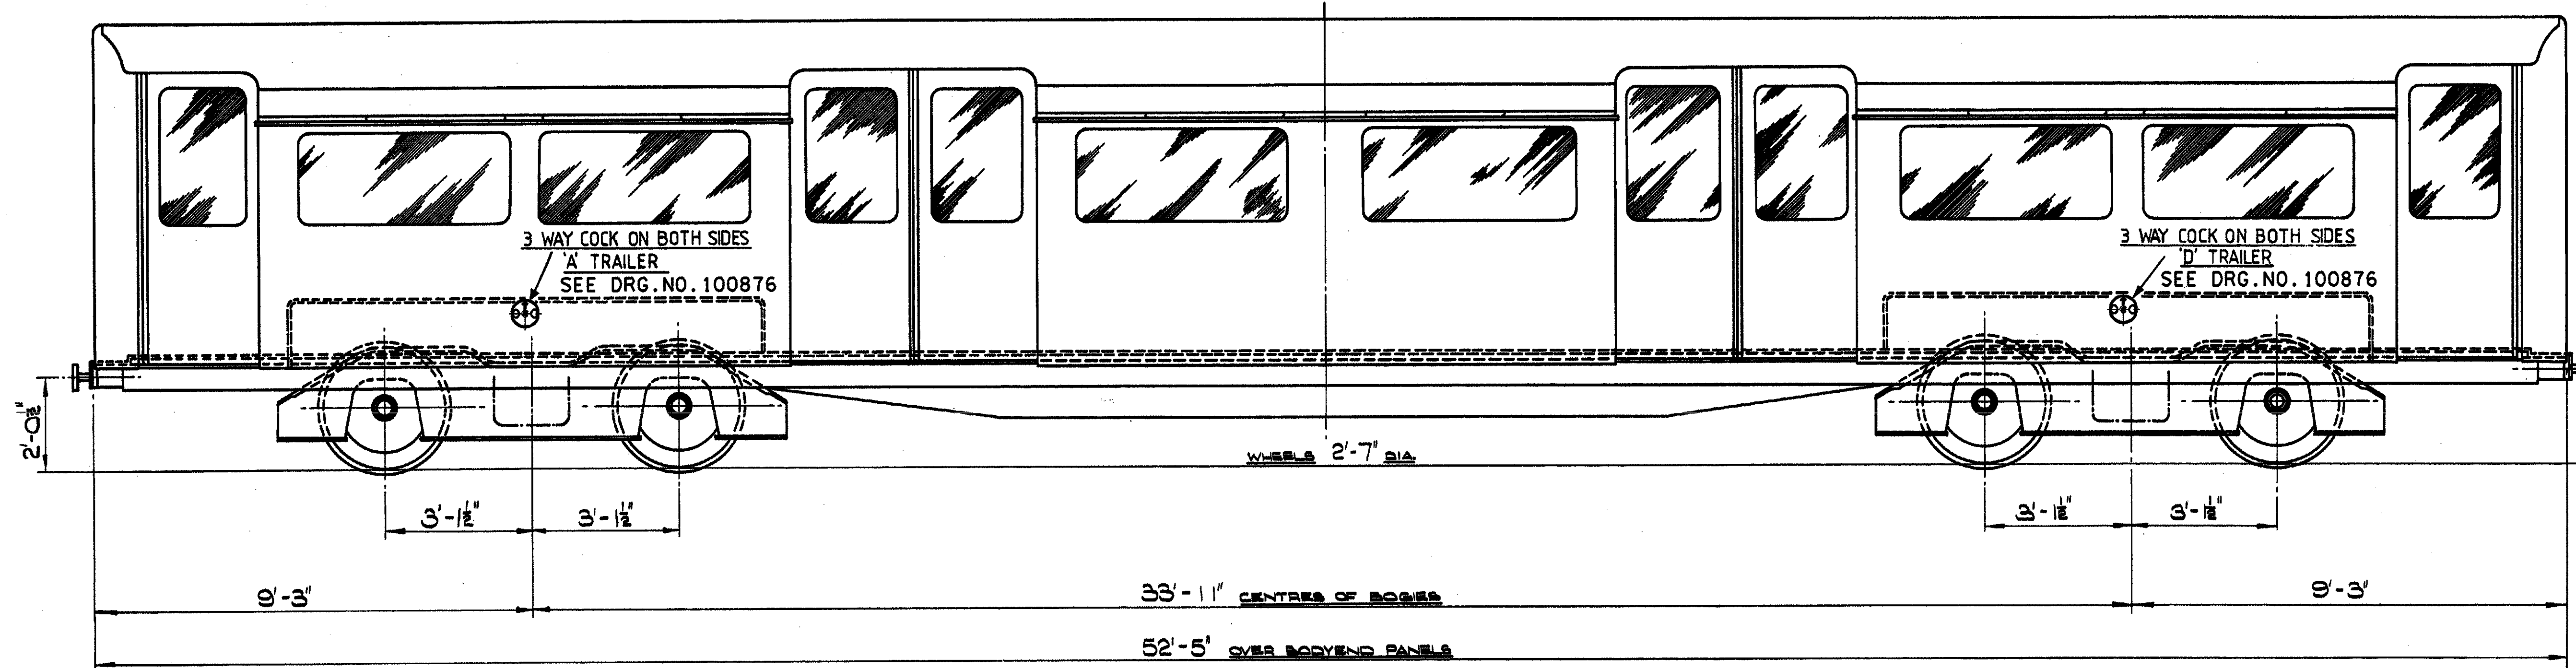 3 WAY COCK ON BOTH SIDES
'A' TRAILER
SEE DRG.NO.100876
3 WAY COCK ON BOTH SIDES
'D' TRAILER
SEE DRG.NO.100876
2'-0½"
WHEELS 2'-7" DIA.
3'-1½"
3'-1½"
3'-1½"
3'-1½"
9'-3"
33'-11" CENTRES OF BOGIES
9'-3"
52'-5" OVER BODYEND PANELS